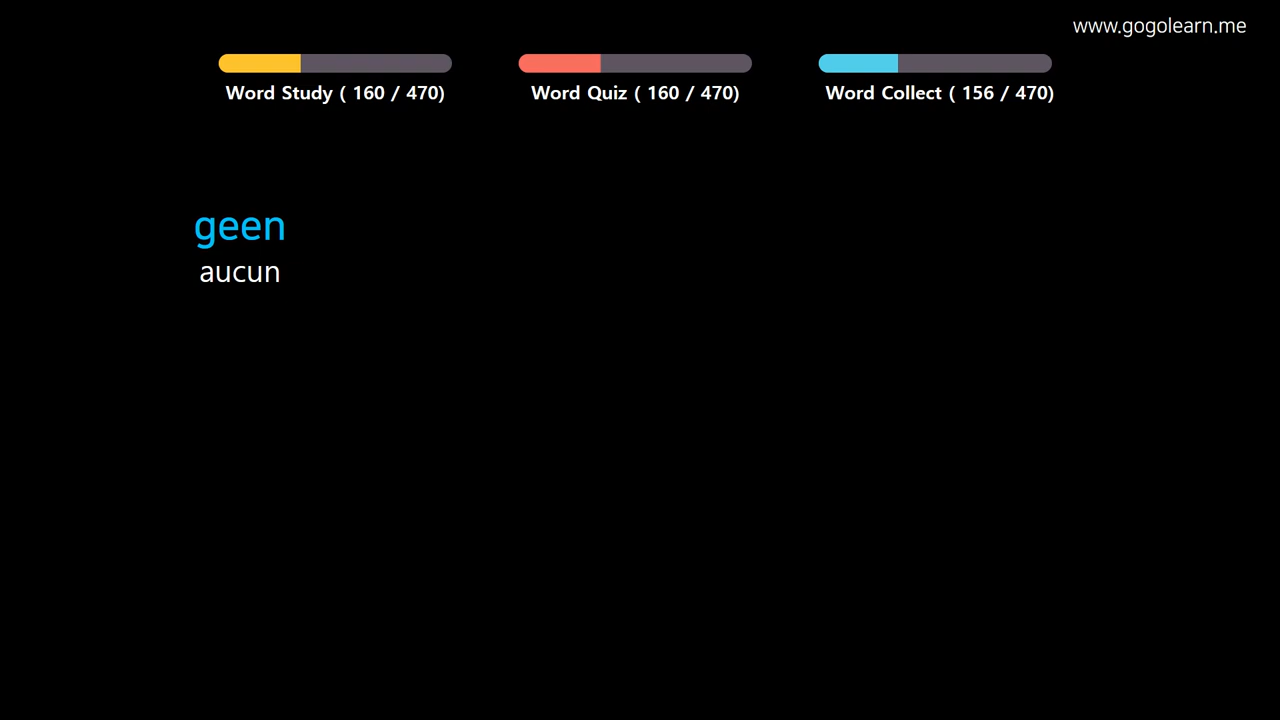 www.gogolearn.me
Word Study ( 160 / 470)
Word Quiz ( 160 / 470)
Word Collect ( 156 / 470)
geen
aucun